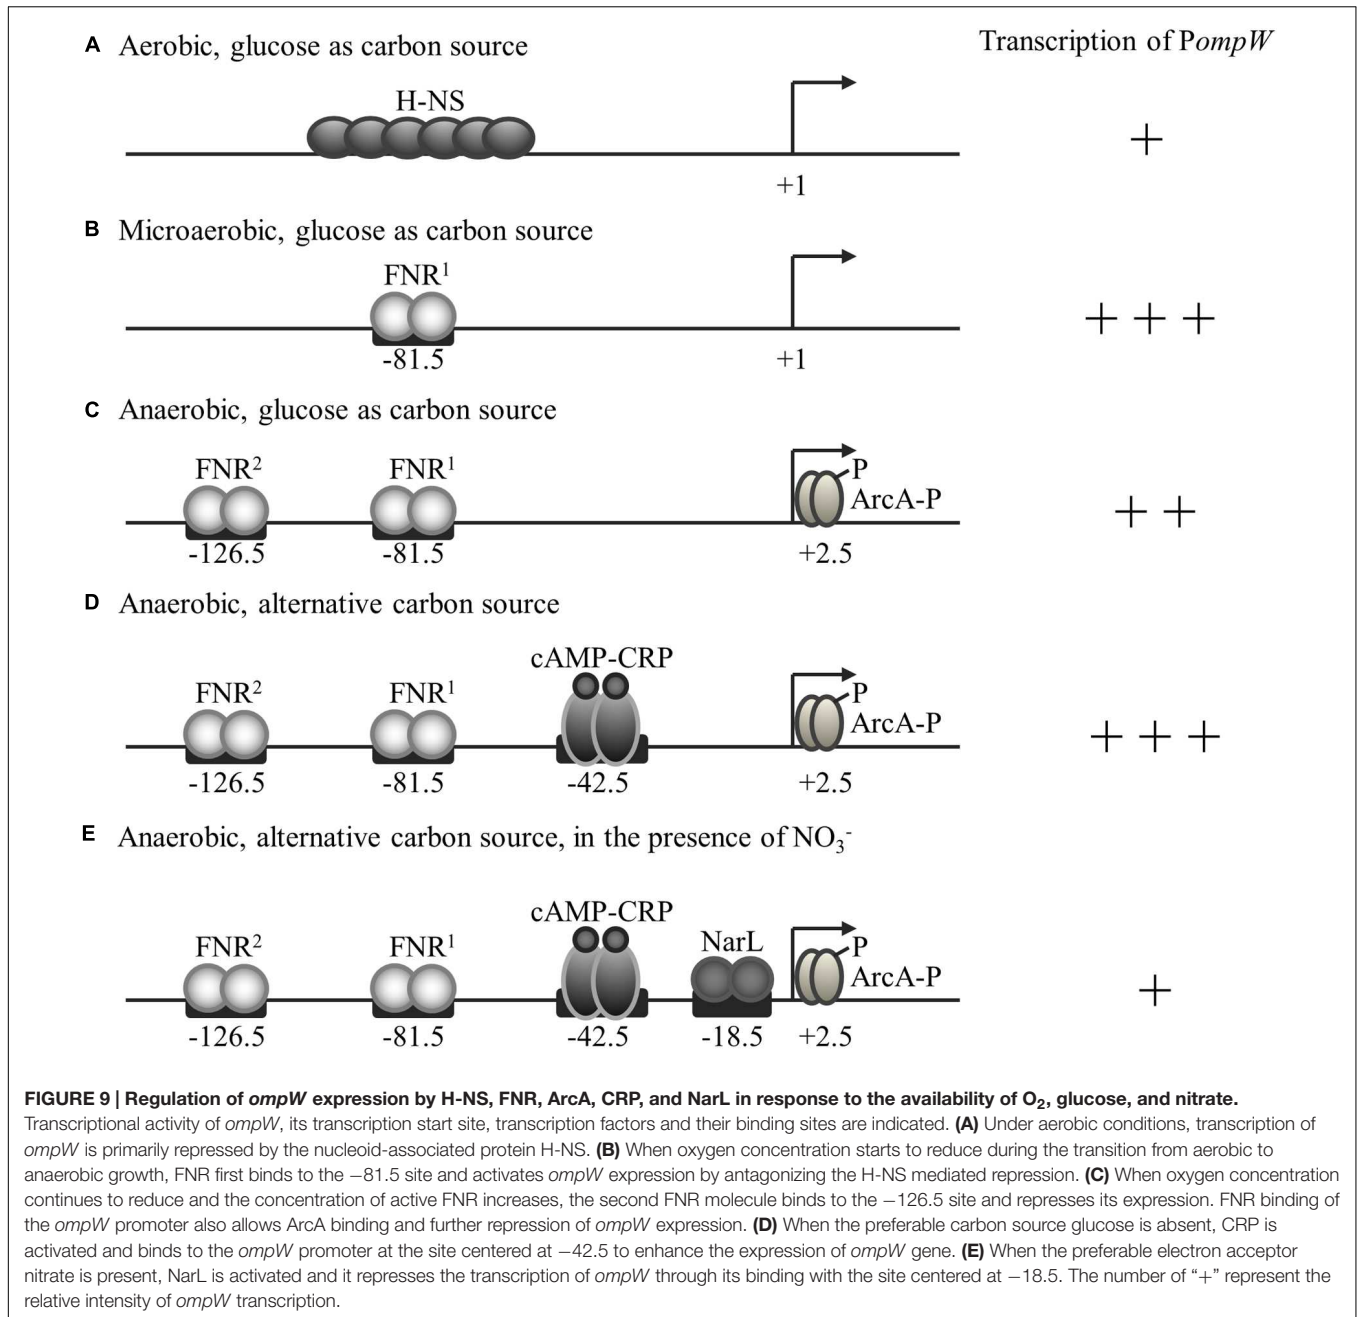 A Aerobic, glucose as carbon source
Transcription of PompW
H-NS
+
+1
B Microaerobic, glucose as carbon source
FNR¹
+ + +
-81.5
+1
C Anaerobic, glucose as carbon source
FNR² FNR¹ P
ArcA-P
+ +
-126.5 -81.5 +2.5
D Anaerobic, alternative carbon source
cAMP-CRP
FNR² FNR¹ P
ArcA-P
+ + +
-126.5 -81.5 -42.5 +2.5
E Anaerobic, alternative carbon source, in the presence of NO₃⁻
cAMP-CRP
FNR² FNR¹ NarL P
ArcA-P
+
-126.5 -81.5 -42.5 -18.5 +2.5
FIGURE 9 | Regulation of ompW expression by H-NS, FNR, ArcA, CRP, and NarL in response to the availability of O₂, glucose, and nitrate.
Transcriptional activity of ompW, its transcription start site, transcription factors and their binding sites are indicated. (A) Under aerobic conditions, transcription of
ompW is primarily repressed by the nucleoid-associated protein H-NS. (B) When oxygen concentration starts to reduce during the transition from aerobic to
anaerobic growth, FNR first binds to the −81.5 site and activates ompW expression by antagonizing the H-NS mediated repression. (C) When oxygen concentration
continues to reduce and the concentration of active FNR increases, the second FNR molecule binds to the −126.5 site and represses its expression. FNR binding of
the ompW promoter also allows ArcA binding and further repression of ompW expression. (D) When the preferable carbon source glucose is absent, CRP is
activated and binds to the ompW promoter at the site centered at −42.5 to enhance the expression of ompW gene. (E) When the preferable electron acceptor
nitrate is present, NarL is activated and it represses the transcription of ompW through its binding with the site centered at −18.5. The number of “+” represent the
relative intensity of ompW transcription.